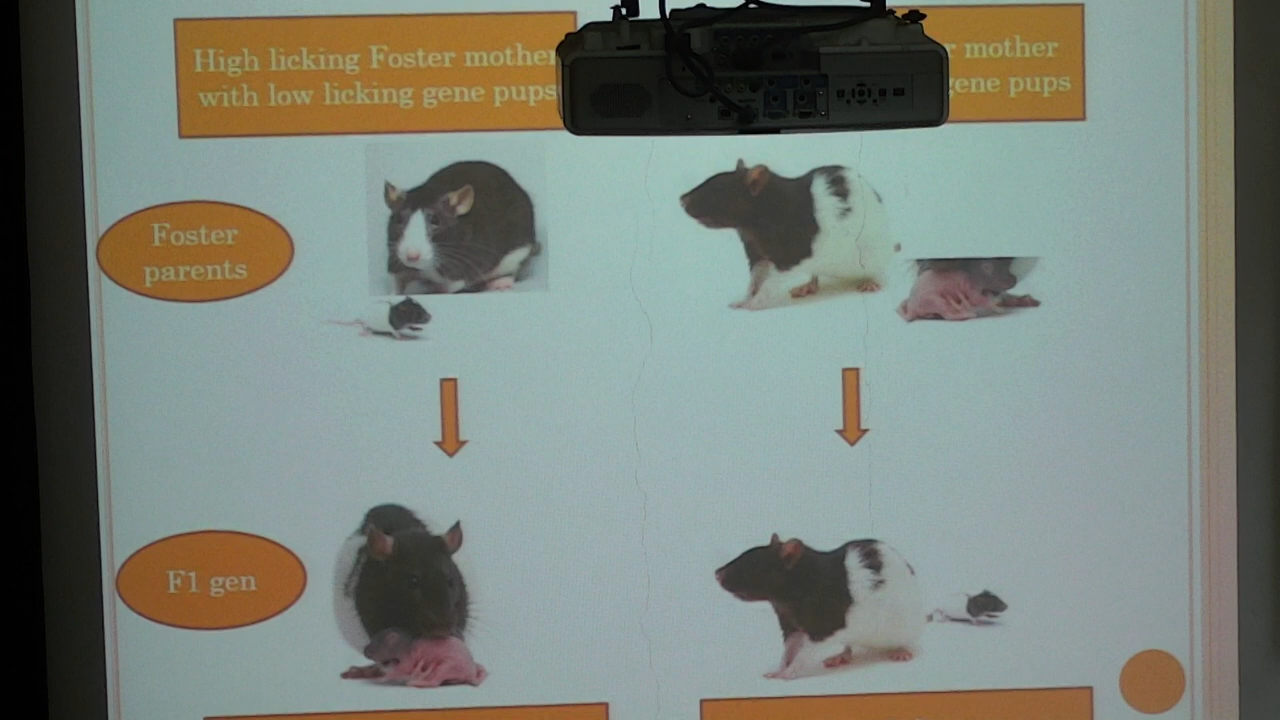 High licking Foster mother
with low licking gene pups
mother
gene pups
Foster
parents
F1 gen